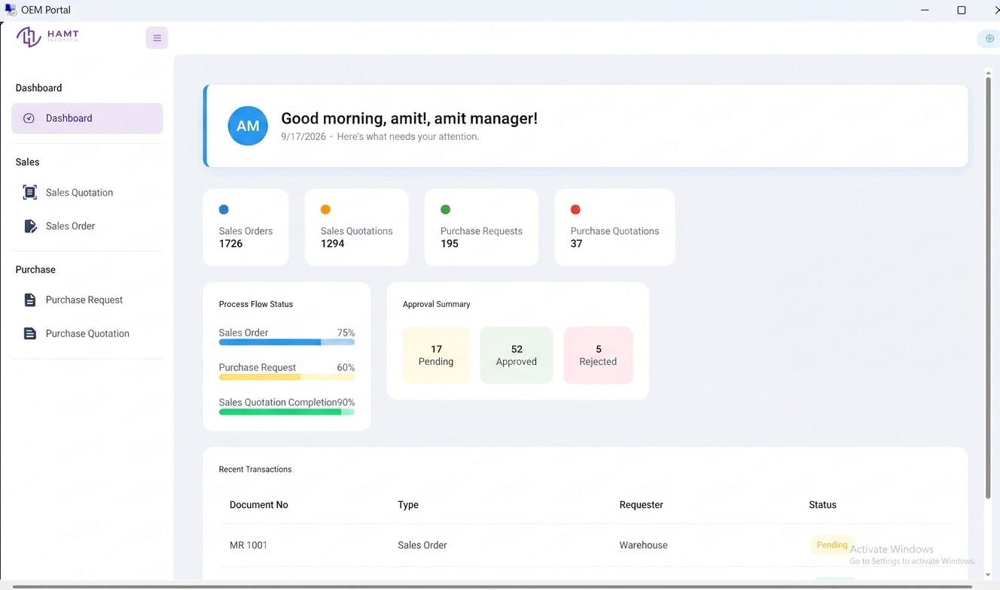 OEM Portal
HAMT
INFOTECH
Dashboard
Dashboard
Sales
Sales Quotation
Sales Order
Purchase
Purchase Request
Purchase Quotation
AM
Good morning, amit!, amit manager!
9/17/2026 · Here's what needs your attention.
Sales Orders
1726
Sales Quotations
1294
Purchase Requests
195
Purchase Quotations
37
Process Flow Status
Sales Order 75%
Purchase Request 60%
Sales Quotation Completion90%
Approval Summary
17
Pending
52
Approved
5
Rejected
Recent Transactions
Document No Type Requester Status
MR 1001 Sales Order Warehouse Pending
Activate Windows
Go to Settings to activate Windows.